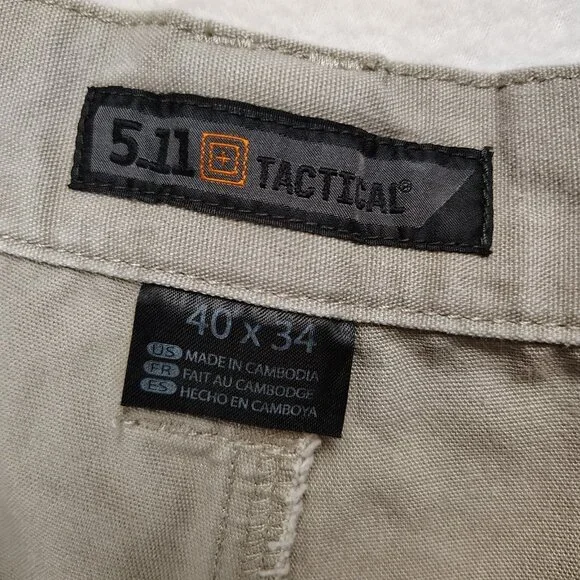 5.11 TACTICAL®
40 x 34
US MADE IN CAMBODIA
FR FAIT AU CAMBODGE
ES HECHO EN CAMBOYA